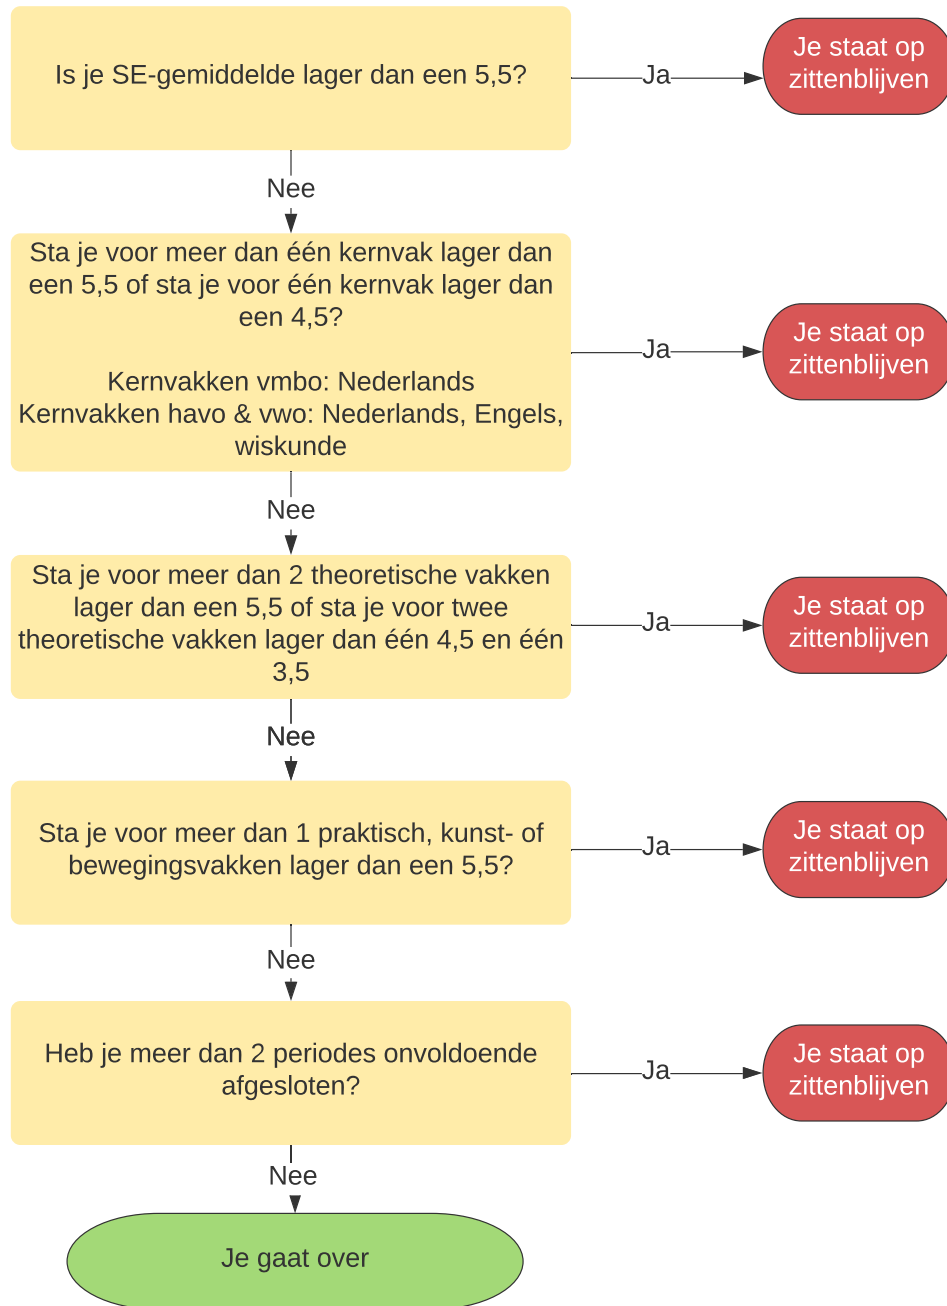 Is je SE-gemiddelde lager dan een 5,5?
Ja
Je staat op
zittenblijven
Nee
Sta je voor meer dan één kernvak lager dan
een 5,5 of sta je voor één kernvak lager dan
een 4,5?
Kernvakken vmbo: Nederlands
Kernvakken havo & vwo: Nederlands, Engels,
wiskunde
Ja
Je staat op
zittenblijven
Nee
Sta je voor meer dan 2 theoretische vakken
lager dan een 5,5 of sta je voor twee
theoretische vakken lager dan één 4,5 en één
3,5
Ja
Je staat op
zittenblijven
Nee
Sta je voor meer dan 1 praktisch, kunst- of
bewegingsvakken lager dan een 5,5?
Ja
Je staat op
zittenblijven
Nee
Heb je meer dan 2 periodes onvoldoende
afgesloten?
Ja
Je staat op
zittenblijven
Nee
Je gaat over